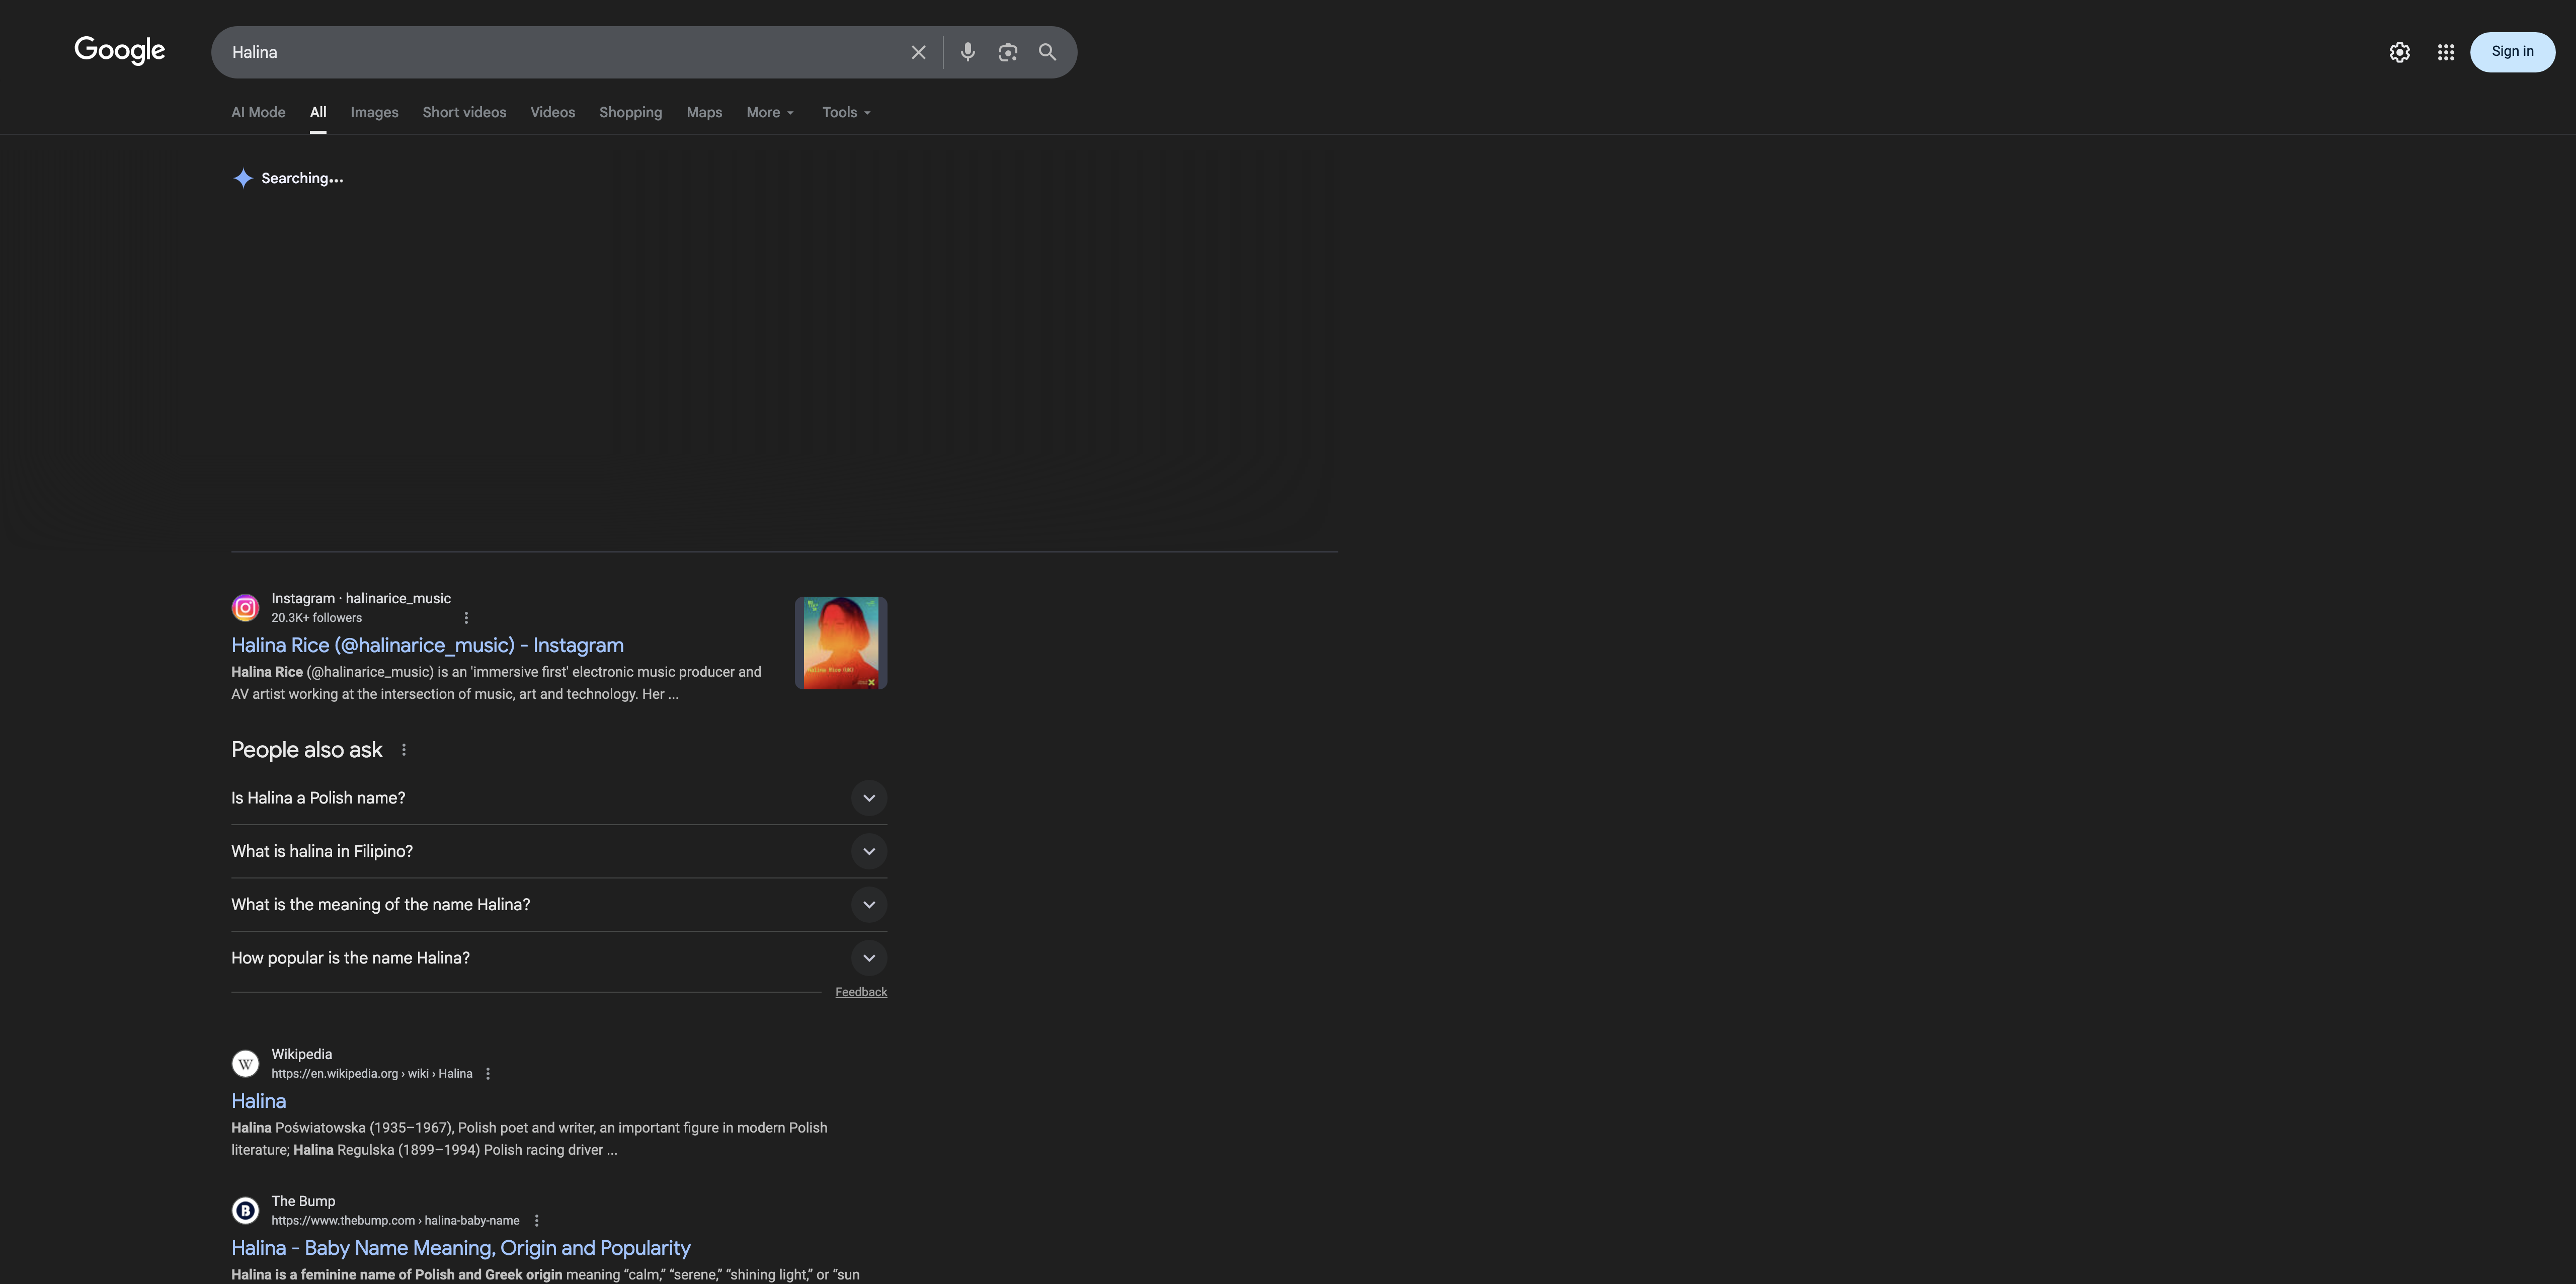 Google
Halina
Sign in
AI Mode
All
Images
Short videos
Videos
Shopping
Maps
More
Tools
Searching...
Instagram · halinarice_music
20.3K+ followers
Halina Rice (@halinarice_music) - Instagram
Halina Rice (@halinarice_music) is an 'immersive first' electronic music producer and
AV artist working at the intersection of music, art and technology. Her ...
Halina Rice (UK)
People also ask
Is Halina a Polish name?
What is halina in Filipino?
What is the meaning of the name Halina?
How popular is the name Halina?
Feedback
W
Wikipedia
https://en.wikipedia.org › wiki › Halina
Halina
Halina Poświatowska (1935–1967), Polish poet and writer, an important figure in modern Polish
literature; Halina Regulska (1899–1994) Polish racing driver ...
B
The Bump
https://www.thebump.com › halina-baby-name
Halina - Baby Name Meaning, Origin and Popularity
Halina is a feminine name of Polish and Greek origin meaning “calm,” “serene,” “shining light,” or “sun